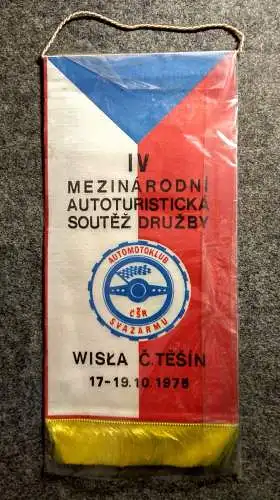 IV
MEZINÁRODNÍ
AUTOTURISTICKÁ
SOUTĚŽ DRUŽBY
AUTOMOTOKLUB
ČSR
SVAZARMU
WISŁA Č.TĚŠÍN
17-19.10.1975